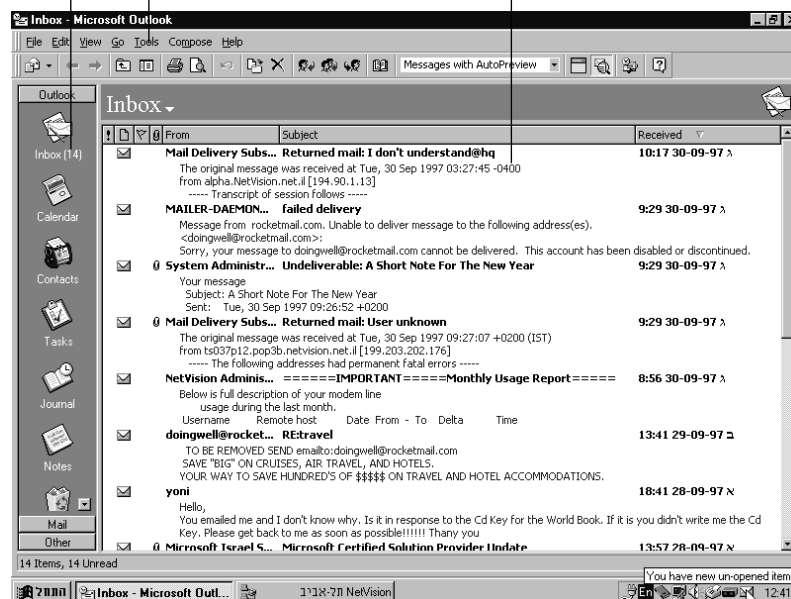 Inbox - Microsoft Outlook
File Edit View Go Tools Compose Help
Messages with AutoPreview
Outlook
Inbox
! From Subject Received
Inbox (14)
Calendar
Contacts
Tasks
Journal
Notes
Mail
Other
Mail Delivery Subs... Returned mail: I don't understand@hq 10:17 30-09-97 ג
The original message was received at Tue, 30 Sep 1997 03:27:45 -0400
from alpha.NetVision.net.il [194.90.1.13]
----- Transcript of session follows -----
MAILER-DAEMON... failed delivery 9:29 30-09-97 ג
Message from rocketmail.com. Unable to deliver message to the following address(es).
<doingwell@rocketmail.com>:
Sorry, your message to doingwell@rocketmail.com cannot be delivered. This account has been disabled or discontinued.
System Administr... Undeliverable: A Short Note For The New Year 9:29 30-09-97 ג
Your message
Subject: A Short Note For The New Year
Sent: Tue, 30 Sep 1997 09:26:52 +0200
Mail Delivery Subs... Returned mail: User unknown 9:29 30-09-97 ג
The original message was received at Tue, 30 Sep 1997 09:27:07 +0200 (IST)
from ts037p12.pop3b.netvision.net.il [199.203.202.176]
----- The following addresses had permanent fatal errors -----
NetVision Adminis... ======IMPORTANT=====Monthly Usage Report===== 8:56 30-09-97 ג
Below is full description of your modem line
usage during the last month.
Username Remote host Date From - To Delta Time
doingwell@rocket... RE:travel 13:41 29-09-97 ב
TO BE REMOVED SEND emailto:doingwell@rocketmail.com
SAVE "BIG" ON CRUISES, AIR TRAVEL, AND HOTELS.
YOUR WAY TO SAVE HUNDRED'S OF $$$$$ ON TRAVEL AND HOTEL ACCOMMODATIONS.
yoni 18:41 28-09-97 א
Hello,
You emailed me and I don't know why. Is it in response to the Cd Key for the World Book. If it is you didn't write me the Cd
Key. Please get back to me as soon as possible!!!!!! Thany you
Microsoft Israel S... Microsoft Certified Solution Provider Update 13:57 28-09-97 א
14 Items, 14 Unread
You have new un-opened item
התחל Inbox - Microsoft Outl... תל-אביב NetVision En 12:41